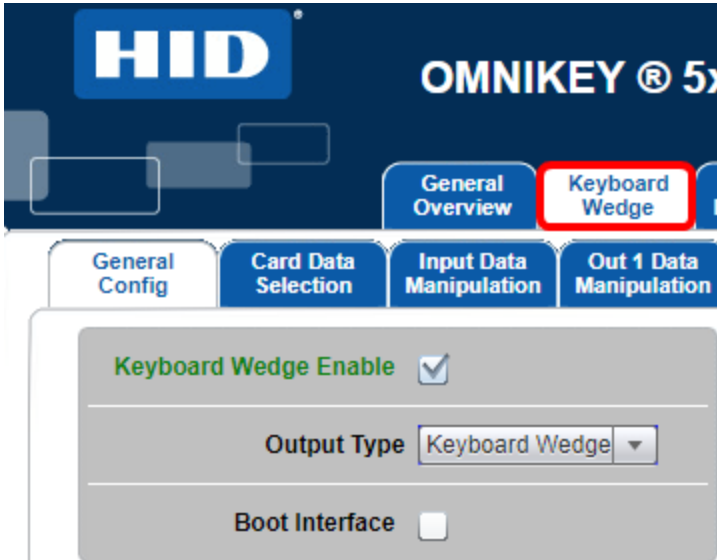 HID®
OMNIKEY ® 5x
General
Overview
Keyboard
Wedge
General
Config
Card Data
Selection
Input Data
Manipulation
Out 1 Data
Manipulation
Keyboard Wedge Enable
Output Type Keyboard Wedge
Boot Interface